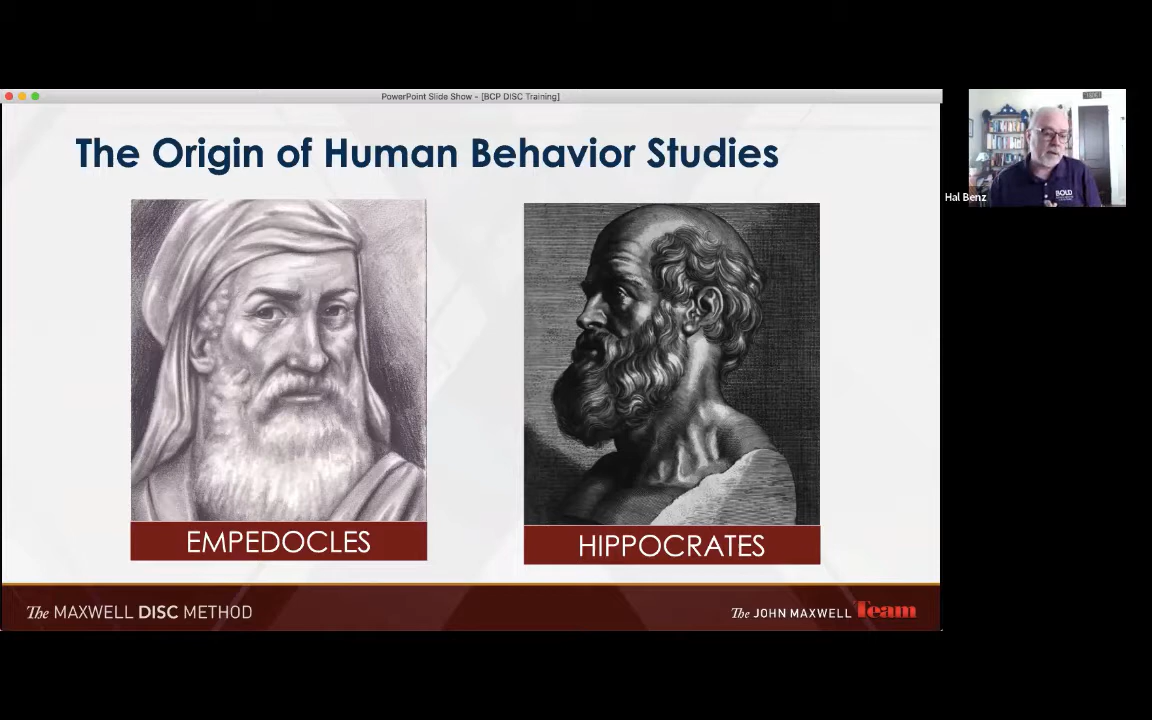 PowerPoint Slide Show - [BCP DISC Training]
The Origin of Human Behavior Studies
EMPEDOCLES
HIPPOCRATES
The MAXWELL DISC METHOD
The JOHN MAXWELL Team
Hal Benz
BOLD